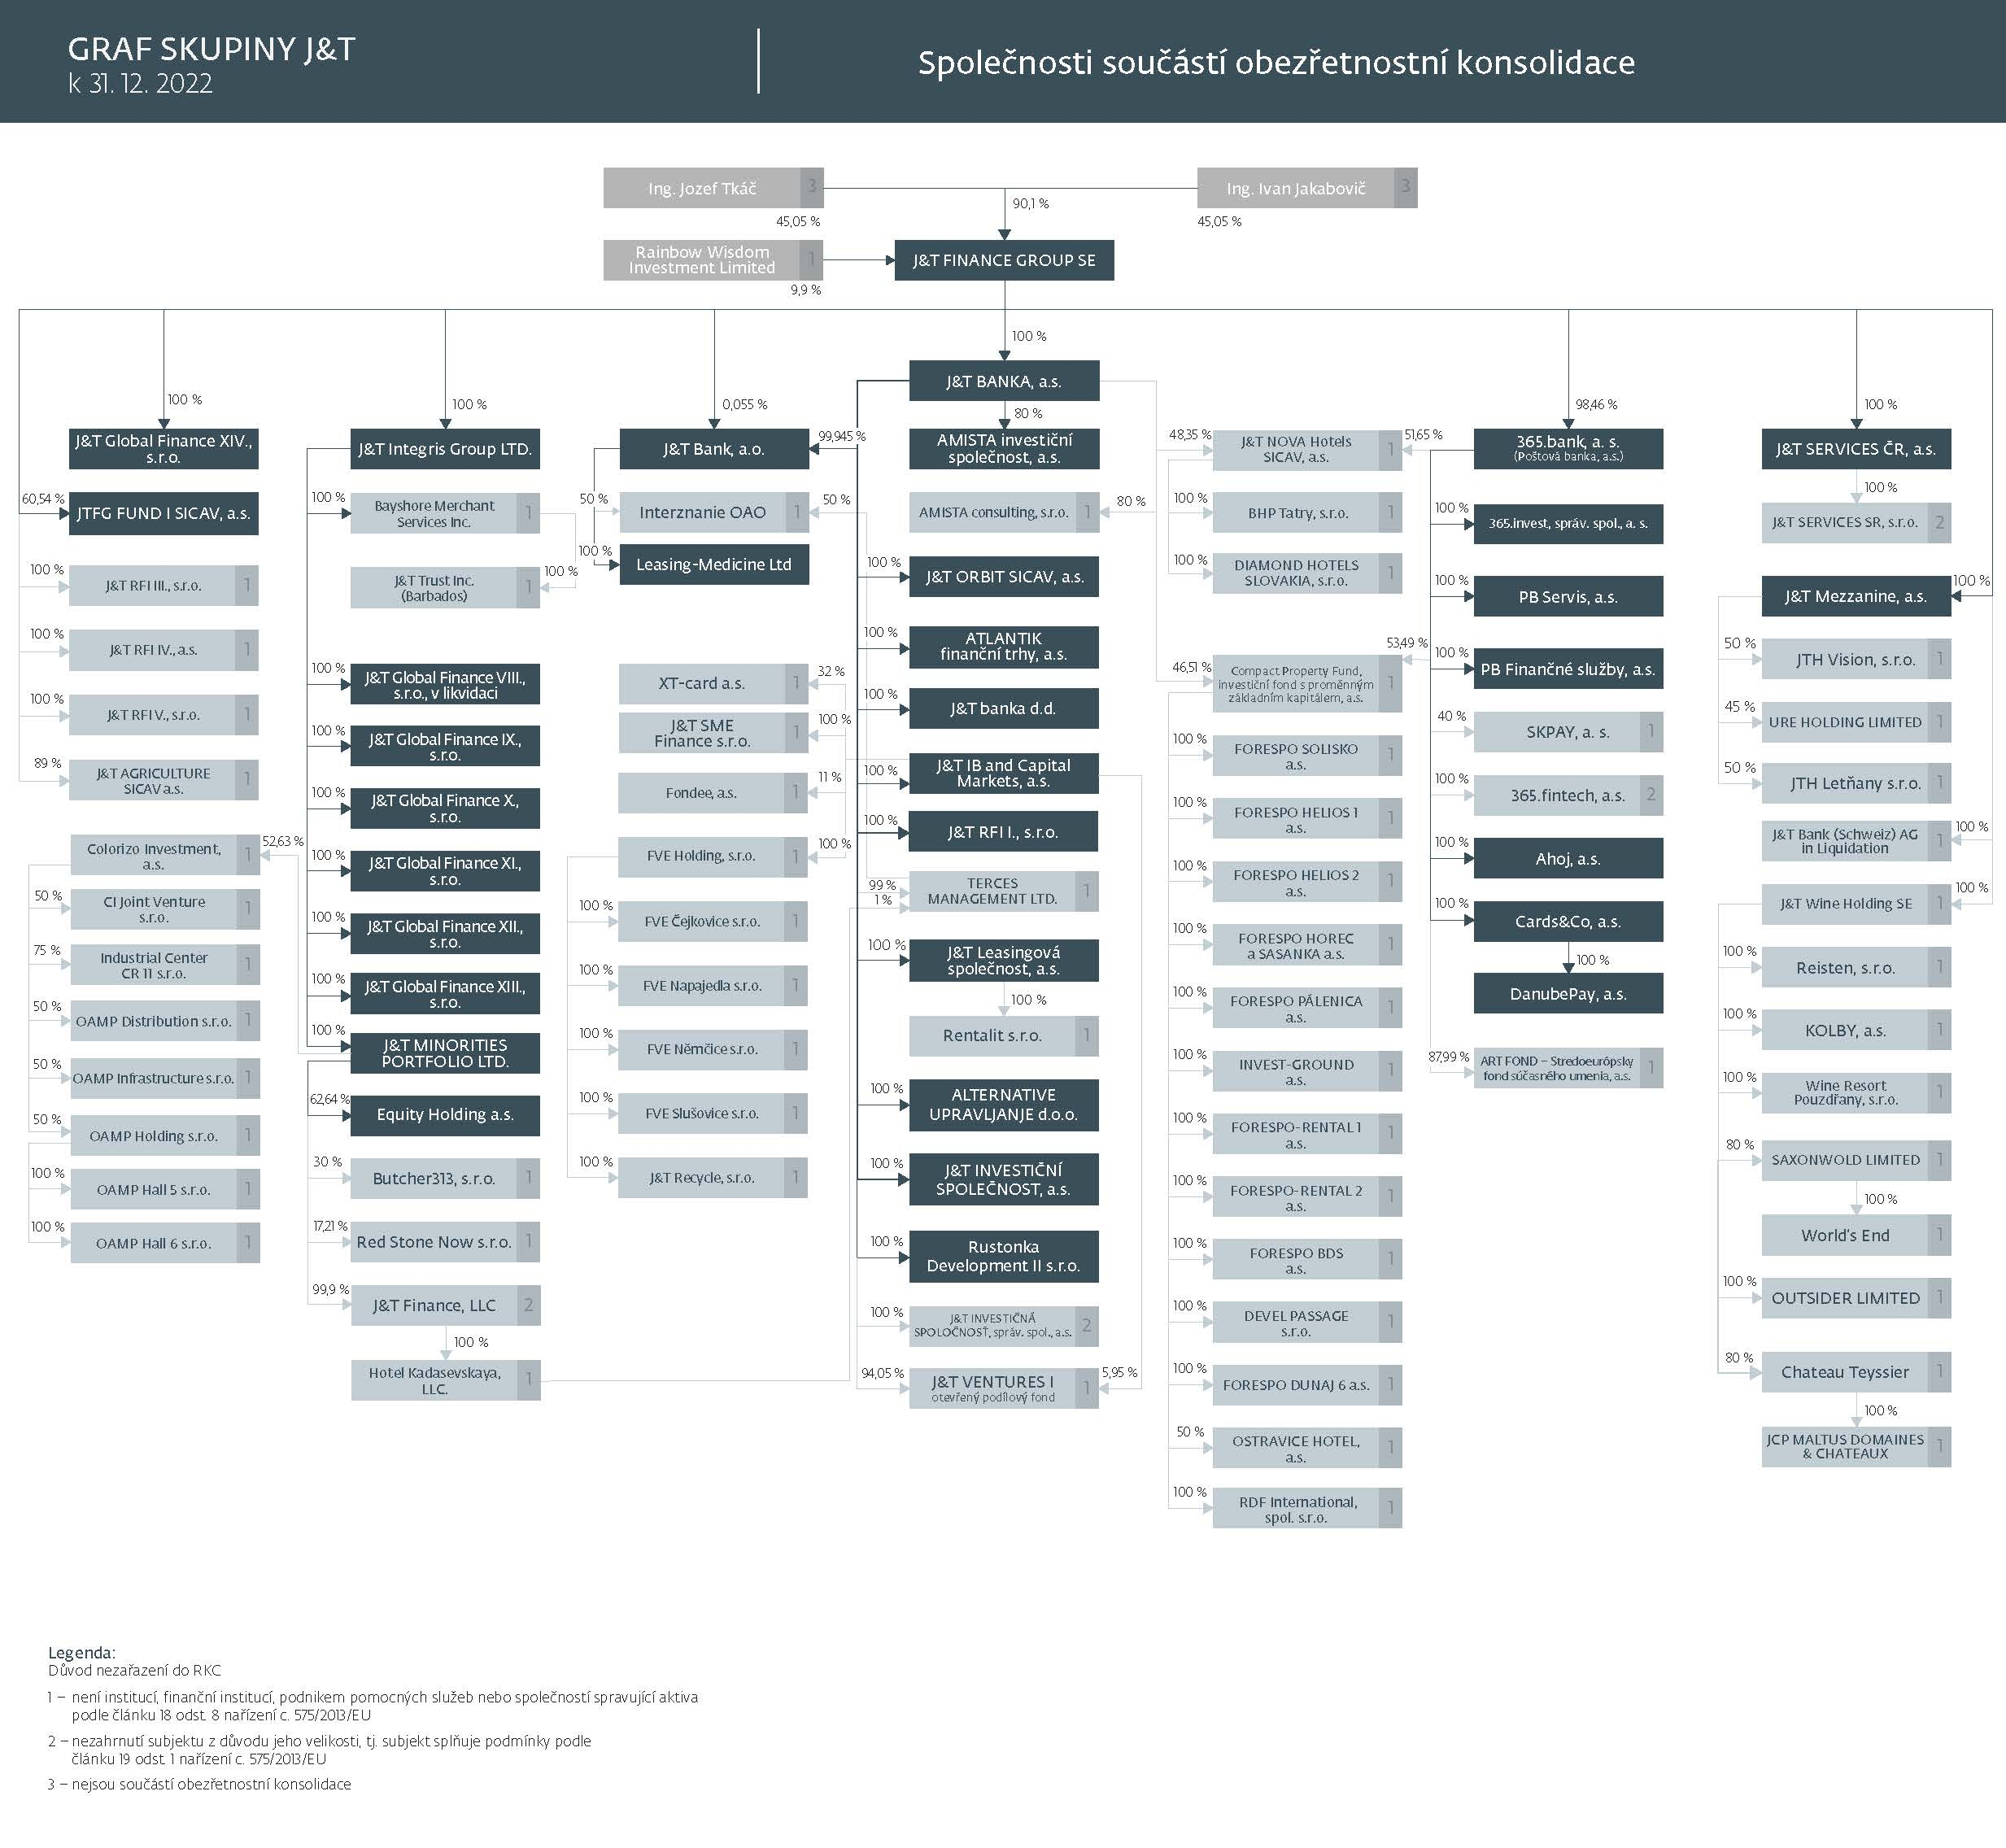 GRAF SKUPINY J&T
k 31. 12. 2022
Společnosti součástí obezřetnostní konsolidace
Ing. Jozef Tkáč
3
45,05 %
Ing. Ivan Jakabovič
3
45,05 %
90,1 %
Rainbow Wisdom
Investment Limited
1
9,9 %
J&T FINANCE GROUP SE
100 %
J&T BANKA, a.s.
100 %
J&T Global Finance XIV.,
s.r.o.
60,54 %
JTFG FUND I SICAV, a.s.
100 %
J&T RFI III., s.r.o.
1
100 %
J&T RFI IV., a.s.
1
100 %
J&T RFI V., s.r.o.
1
89 %
J&T AGRICULTURE
SICAV a.s.
1
Colorizo Investment,
a.s.
1
52,63 %
50 %
CI Joint Venture
s.r.o.
1
75 %
Industrial Center
CR 11 s.r.o.
1
50 %
OAMP Distribution s.r.o.
1
50 %
OAMP Infrastructure s.r.o.
1
50 %
OAMP Holding s.r.o.
1
100 %
OAMP Hall 5 s.r.o.
1
100 %
OAMP Hall 6 s.r.o.
1
100 %
J&T Integris Group LTD.
100 %
Bayshore Merchant
Services Inc.
1
J&T Trust Inc.
(Barbados)
1
100 %
100 %
J&T Global Finance VIII.,
s.r.o., v likvidaci
100 %
J&T Global Finance IX.,
s.r.o.
100 %
J&T Global Finance X.,
s.r.o.
100 %
J&T Global Finance XI.,
s.r.o.
100 %
J&T Global Finance XII.,
s.r.o.
100 %
J&T Global Finance XIII.,
s.r.o.
100 %
J&T MINORITIES
PORTFOLIO LTD.
62,64 %
Equity Holding a.s.
30 %
Butcher313, s.r.o.
1
17,21 %
Red Stone Now s.r.o.
1
99,9 %
J&T Finance, LLC
2
100 %
Hotel Kadasevskaya,
LLC.
1
0,055 %
J&T Bank, a.o.
99,945 %
50 %
Interznanie OAO
1
50 %
100 %
Leasing-Medicine Ltd
XT-card a.s.
1
32 %
J&T SME
Finance s.r.o.
1
100 %
Fondee, a.s.
1
11 %
FVE Holding, s.r.o.
1
100 %
100 %
FVE Čejkovice s.r.o.
1
100 %
FVE Napajedla s.r.o.
1
100 %
FVE Němčice s.r.o.
1
100 %
FVE Slušovice s.r.o.
1
100 %
J&T Recycle, s.r.o.
1
80 %
AMISTA investiční
společnost, a.s.
AMISTA consulting, s.r.o.
1
80 %
100 %
J&T ORBIT SICAV, a.s.
100 %
ATLANTIK
finanční trhy, a.s.
100 %
J&T banka d.d.
100 %
J&T IB and Capital
Markets, a.s.
100 %
J&T RFI I., s.r.o.
99 %
1 %
TERCES
MANAGEMENT LTD.
1
100 %
J&T Leasingová
společnost, a.s.
100 %
Rentalit s.r.o.
1
100 %
ALTERNATIVE
UPRAVLJANJE d.o.o.
100 %
J&T INVESTIČNÍ
SPOLEČNOST, a.s.
100 %
Rustonka
Development II s.r.o.
100 %
J&T INVESTIČNÁ
SPOLOČNOSŤ, správ. spol., a.s.
2
94,05 %
J&T VENTURES I
otevřený podílový fond
1
5,95 %
48,35 %
J&T NOVA Hotels
SICAV, a.s.
1
51,65 %
100 %
BHP Tatry, s.r.o.
1
100 %
DIAMOND HOTELS
SLOVAKIA, s.r.o.
1
46,51 %
Compact Property Fund,
investiční fond s proměnným
základním kapitálem, a.s.
1
53,49 %
100 %
FORESPO SOLISKO
a.s.
1
100 %
FORESPO HELIOS 1
a.s.
1
100 %
FORESPO HELIOS 2
a.s.
1
100 %
FORESPO HOREC
a SASANKA a.s.
1
100 %
FORESPO PÁLENICA
a.s.
1
100 %
INVEST-GROUND
a.s.
1
100 %
FORESPO-RENTAL 1
a.s.
1
100 %
FORESPO-RENTAL 2
a.s.
1
100 %
FORESPO BDS
a.s.
1
100 %
DEVEL PASSAGE
s.r.o.
1
100 %
FORESPO DUNAJ 6 a.s.
1
50 %
OSTRAVICE HOTEL,
a.s.
1
100 %
RDF International,
spol. s.r.o.
1
98,46 %
365.bank, a. s.
(Poštová banka, a.s.)
100 %
365.invest, správ. spol., a. s.
100 %
PB Servis, a.s.
100 %
PB Finančné služby, a.s.
40 %
SKPAY, a. s.
1
100 %
365.fintech, a.s.
2
100 %
Ahoj, a.s.
100 %
Cards&Co, a.s.
100 %
DanubePay, a.s.
87,99 %
ART FOND – Stredoeurópsky
fond súčasného umenia, a.s.
1
100 %
J&T SERVICES ČR, a.s.
100 %
J&T SERVICES SR, s.r.o.
2
100 %
J&T Mezzanine, a.s.
50 %
JTH Vision, s.r.o.
1
45 %
URE HOLDING LIMITED
1
50 %
JTH Letňany s.r.o.
1
J&T Bank (Schweiz) AG
in Liquidation
1
100 %
J&T Wine Holding SE
1
100 %
100 %
Reisten, s.r.o.
1
100 %
KOLBY, a.s.
1
100 %
Wine Resort
Pouzdřany, s.r.o.
1
80 %
SAXONWOLD LIMITED
1
100 %
World's End
1
100 %
OUTSIDER LIMITED
1
80 %
Chateau Teyssier
1
100 %
JCP MALTUS DOMAINES
& CHATEAUX
1
Legenda:
Důvod nezařazení do RKC
1 – není institucí, finanční institucí, podnikem pomocných služeb nebo společností spravující aktiva
podle článku 18 odst. 8 nařízení c. 575/2013/EU
2 – nezahrnutí subjektu z důvodu jeho velikosti, tj. subjekt splňuje podmínky podle
článku 19 odst. 1 nařízení c. 575/2013/EU
3 – nejsou součástí obezřetnostní konsolidace